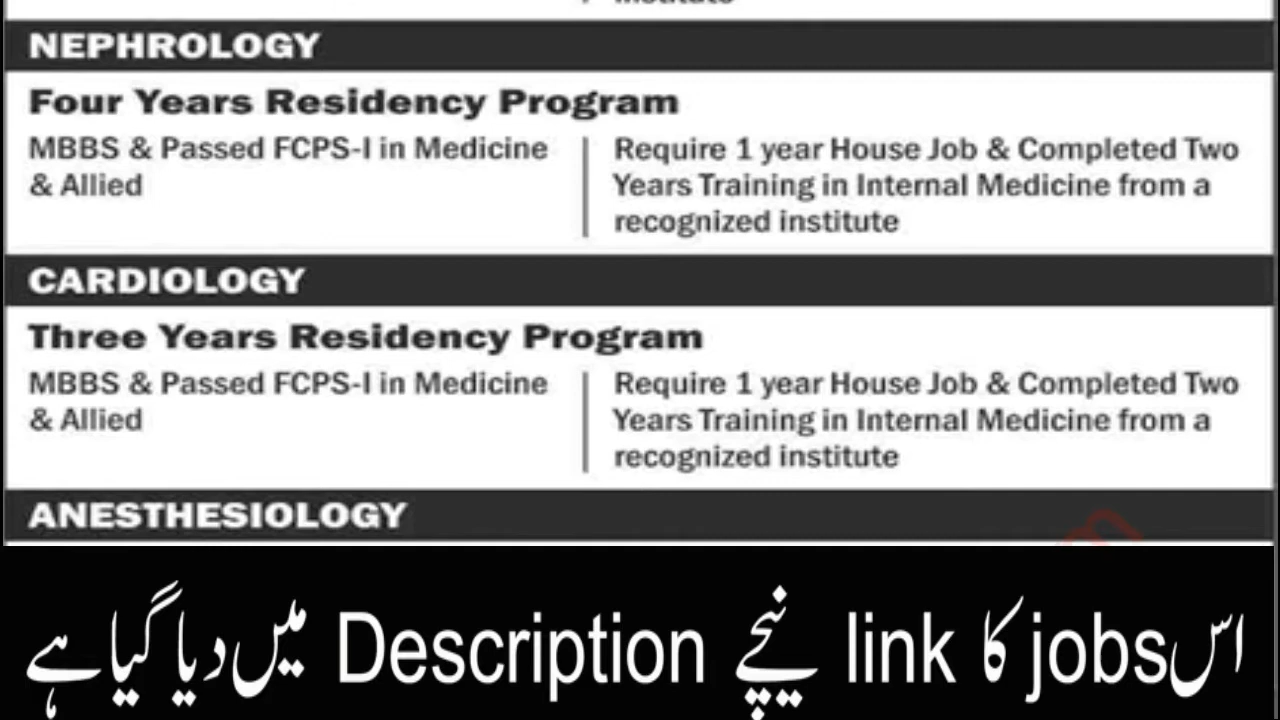 NEPHROLOGY
Four Years Residency Program
MBBS & Passed FCPS-I in Medicine
& Allied
Require 1 year House Job & Completed Two
Years Training in Internal Medicine from a
recognized institute
CARDIOLOGY
Three Years Residency Program
MBBS & Passed FCPS-I in Medicine
& Allied
Require 1 year House Job & Completed Two
Years Training in Internal Medicine from a
recognized institute
ANESTHESIOLOGY
اس jobs کا link نیچے Description میں دیا گیا ہے